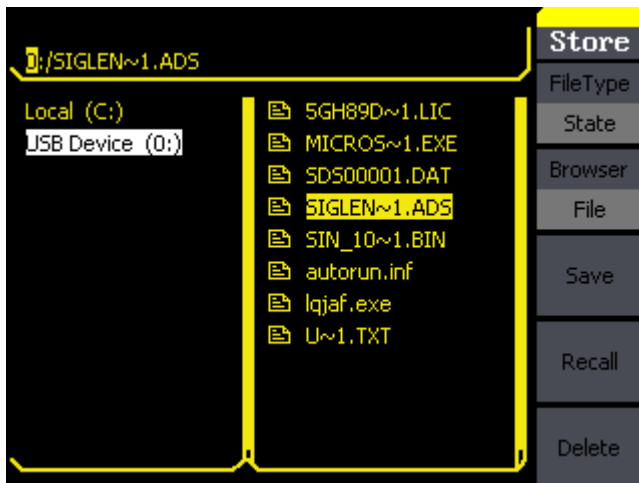 0:/SIGLEN~1.ADS
Local (C:)
USB Device (0:)
5GH89D~1.LIC
MICROS~1.EXE
SDS00001.DAT
SIGLEN~1.ADS
SIN_10~1.BIN
autorun.inf
lqjaf.exe
U~1.TXT
Store
FileType
State
Browser
File
Save
Recall
Delete